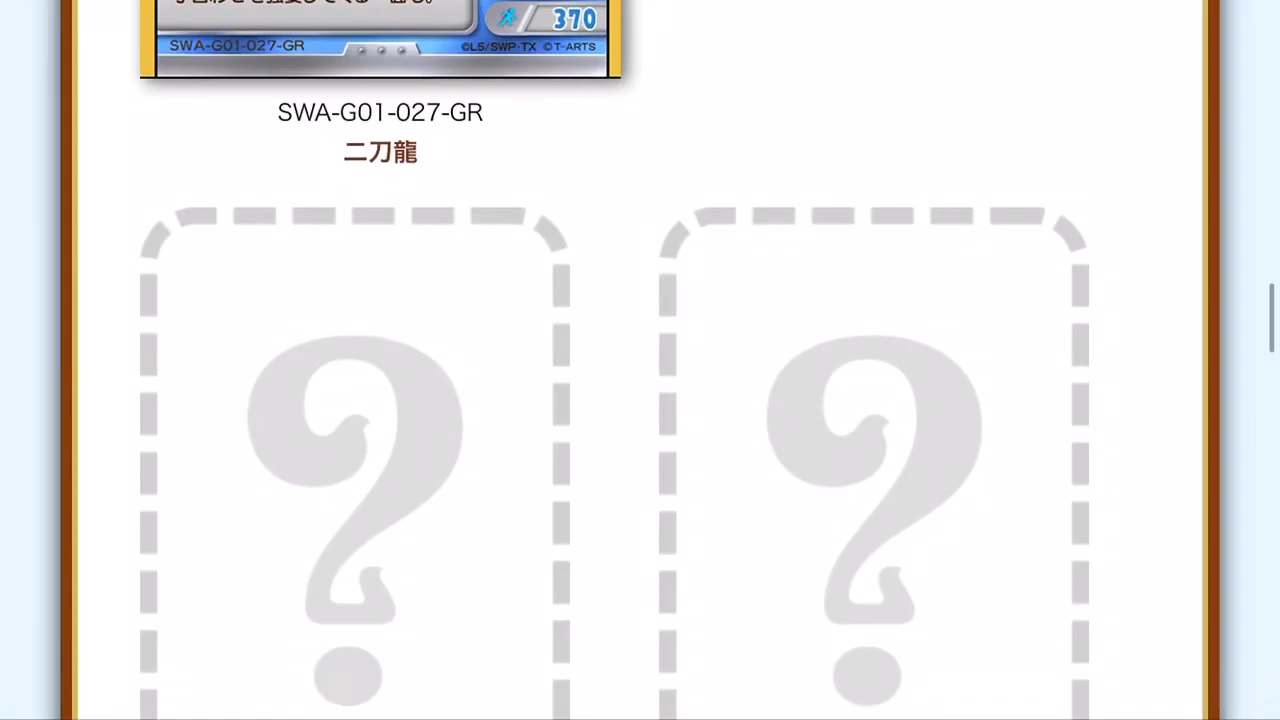 370
SWA-G01-027-GR
©L5/SWP-TX ©T-ARTS
SWA-G01-027-GR
二刀龍
?
?